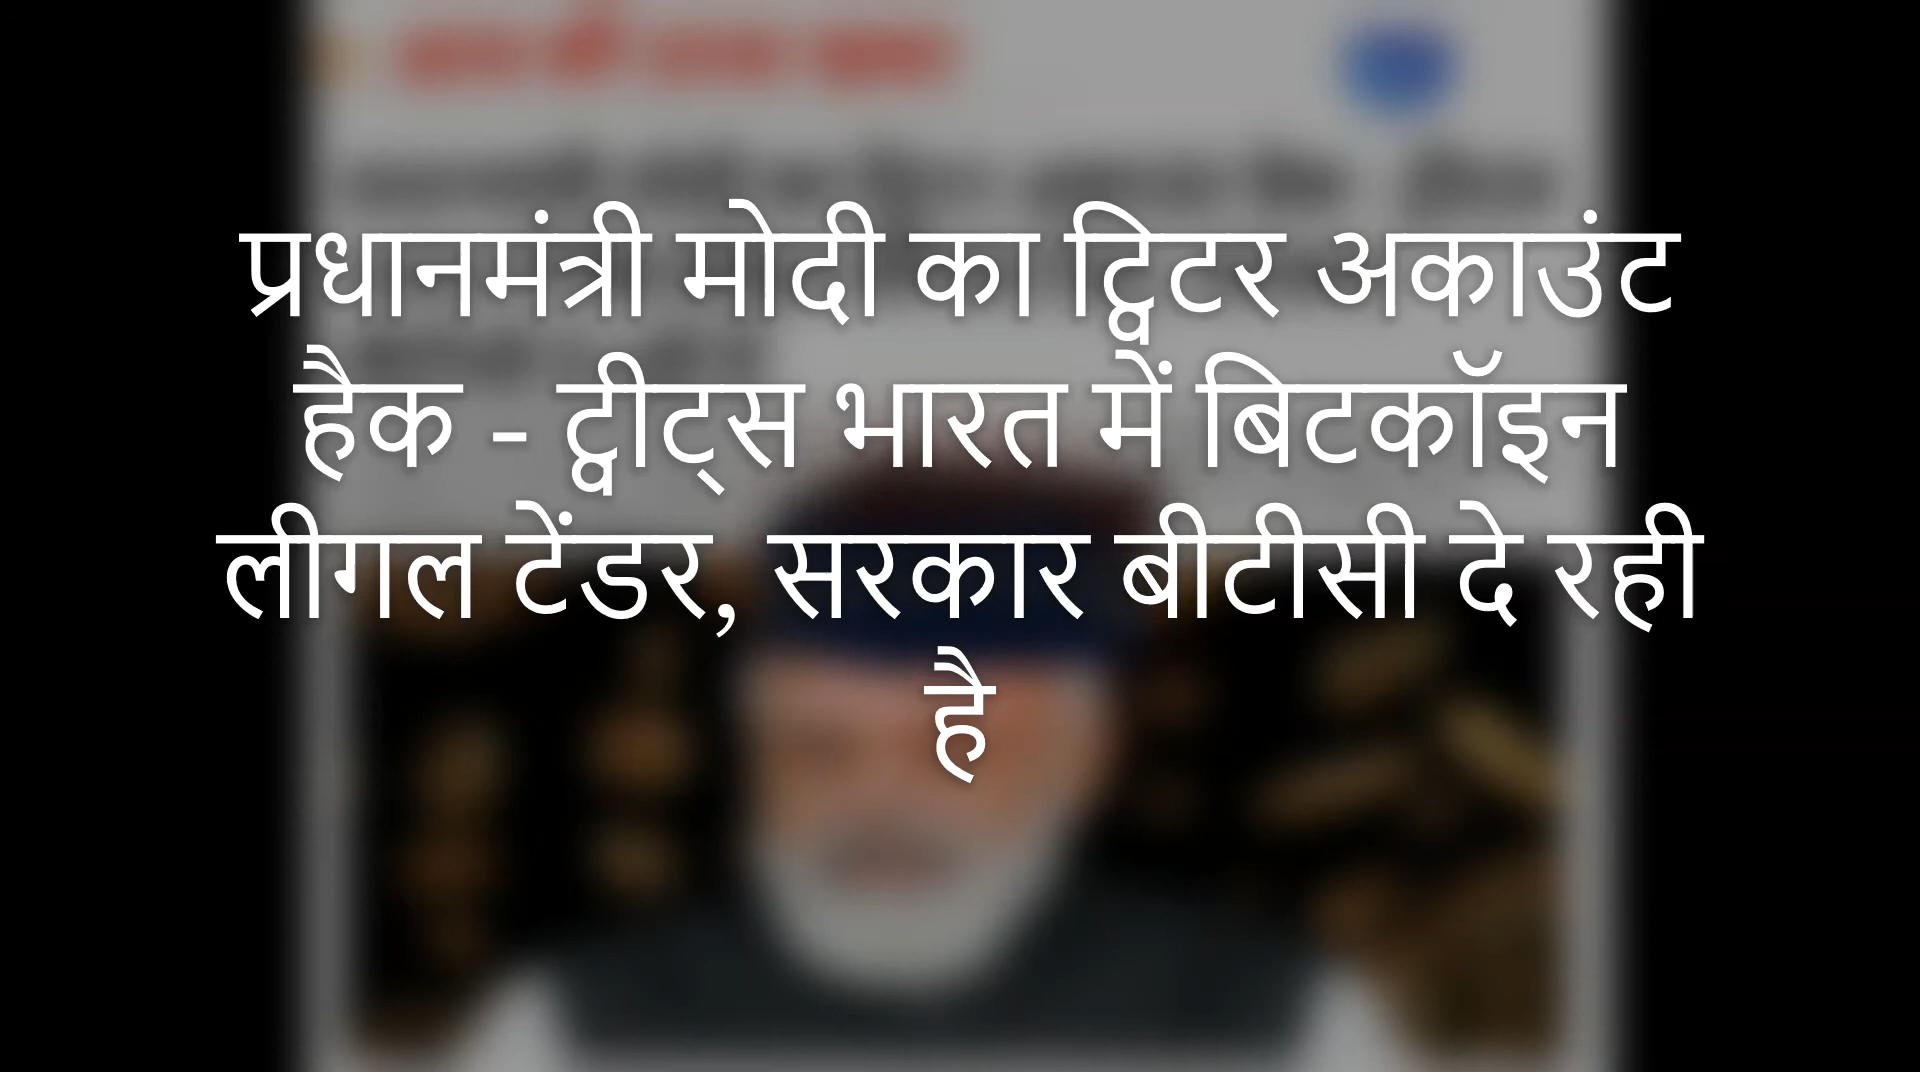 प्रधानमंत्री मोदी का ट्विटर अकाउंट
हैक - ट्वीट्स भारत में बिटकॉइन
लीगल टेंडर, सरकार बीटीसी दे रही
है